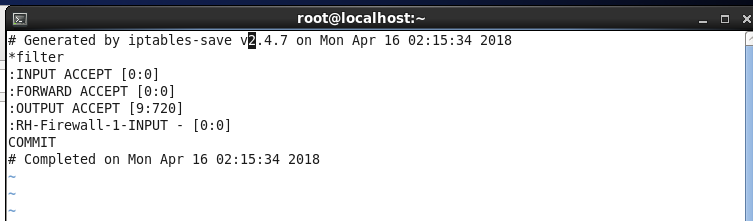 root@localhost:~
# Generated by iptables-save v2.4.7 on Mon Apr 16 02:15:34 2018
*filter
:INPUT ACCEPT [0:0]
:FORWARD ACCEPT [0:0]
:OUTPUT ACCEPT [9:720]
:RH-Firewall-1-INPUT - [0:0]
COMMIT
# Completed on Mon Apr 16 02:15:34 2018
~
~
~